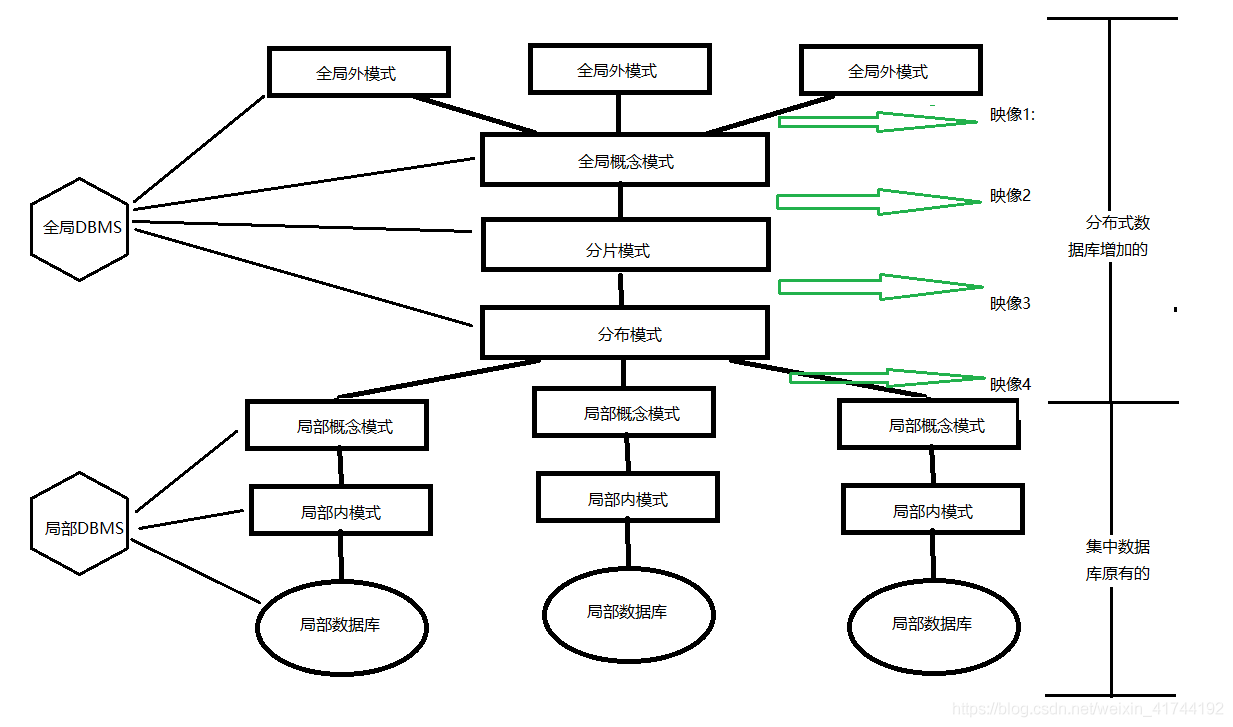 全局外模式
全局外模式
全局外模式
映像1:
全局概念模式
映像2
全局DBMS
分布式数
据库增加的
分片模式
映像3
分布模式
映像4
局部概念模式
局部概念模式
局部概念模式
局部DBMS
局部内模式
局部内模式
局部内模式
集中数据
库原有的
局部数据库
局部数据库
局部数据库
https://blog.csdn.net/weixin_41744192